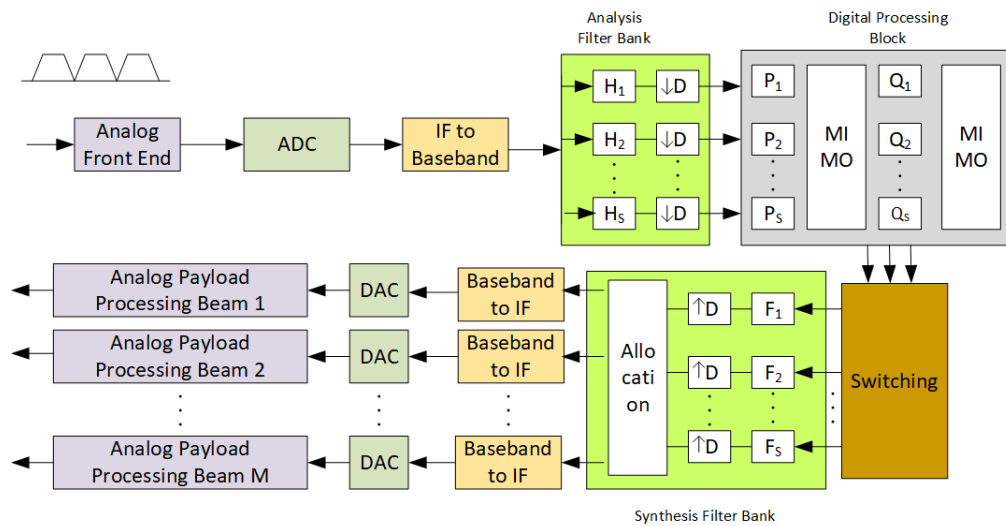 Analysis
Filter Bank
Digital Processing
Block
Analog
Front End
ADC
IF to
Baseband
H1
↓D
H2
↓D
HS
↓D
P1
P2
PS
MI
MO
Q1
Q2
QS
MI
MO
Analog Payload
Processing Beam 1
DAC
Baseband
to IF
Analog Payload
Processing Beam 2
DAC
Baseband
to IF
Analog Payload
Processing Beam M
DAC
Baseband
to IF
Allo
cati
on
↑D
F1
↑D
F2
↑D
FS
Switching
Synthesis Filter Bank